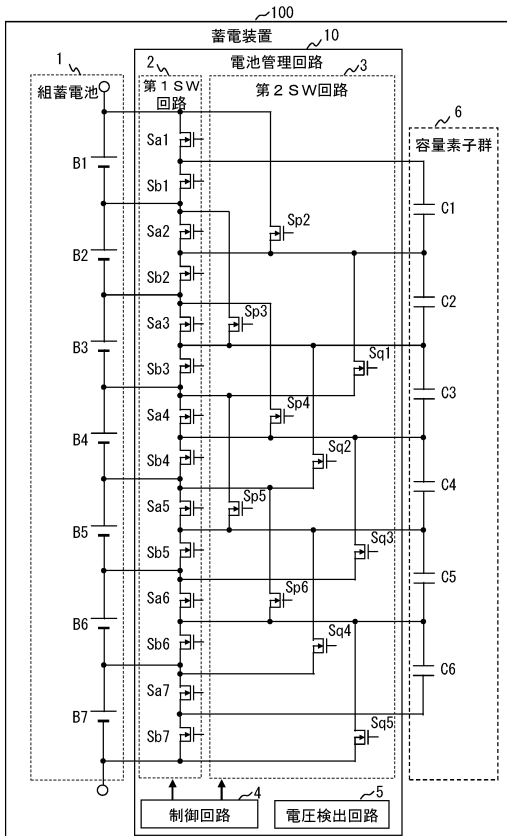 100
蓄電装置
10
電池管理回路
1
組蓄電池
2
第1SW
回路
3
第2SW回路
6
容量素子群
Sa1
B1
Sb1
C1
Sa2
Sp2
B2
Sb2
C2
Sa3
Sp3
B3
Sb3
Sq1
C3
Sa4
Sp4
B4
Sb4
Sq2
C4
Sa5
Sp5
B5
Sb5
Sq3
C5
Sa6
Sp6
B6
Sb6
Sq4
C6
Sa7
B7
Sb7
Sq5
制御回路
4
電圧検出回路
5